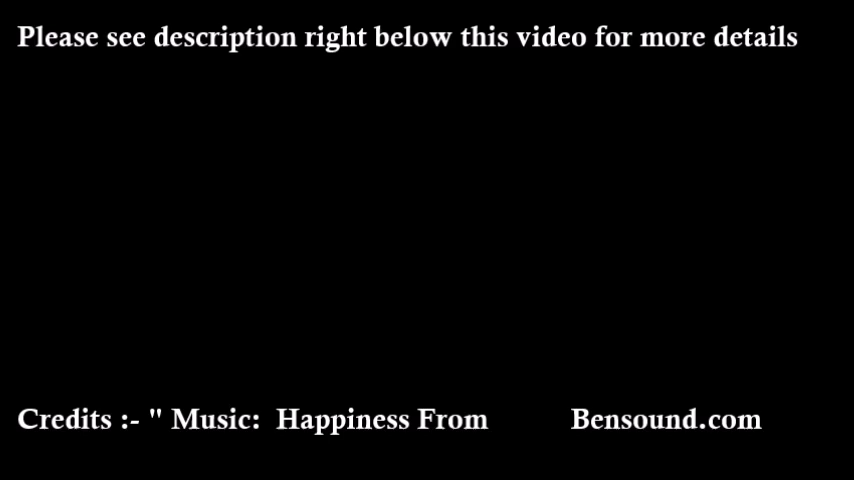 Please see description right below this video for more details
Credits :- " Music: Happiness From Bensound.com